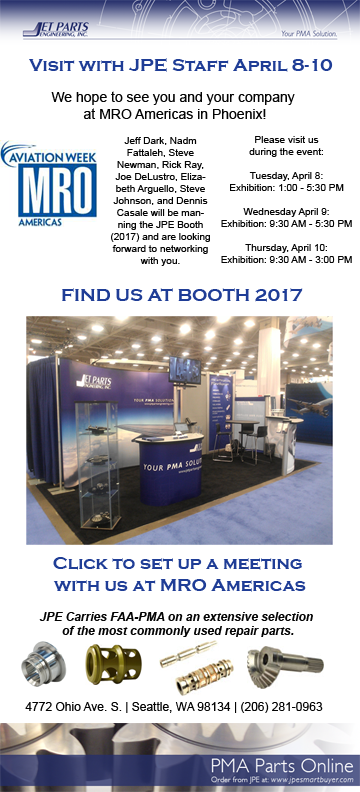 JET PARTS
ENGINEERING, INC.
Your PMA Solution.
VISIT WITH JPE STAFF APRIL 8-10
We hope to see you and your company
at MRO Americas in Phoenix!
AVIATION WEEK
MRO
AMERICAS
Jeff Dark, Nadm
Fattaleh, Steve
Newman, Rick Ray,
Joe DeLustro, Eliza-
beth Arguello, Steve
Johnson, and Dennis
Casale will be man-
ning the JPE Booth
(2017) and are looking
forward to networking
with you.
Please visit us
during the event:
Tuesday, April 8:
Exhibition: 1:00 - 5:30 PM
Wednesday April 9:
Exhibition: 9:30 AM - 5:30 PM
Thursday, April 10:
Exhibition: 9:30 AM - 3:00 PM
FIND US AT BOOTH 2017
JET PARTS
ENGINEERING, INC.
YOUR PMA SOLUTION
JET PARTS
YOUR PMA SOLUTION
CLICK TO SET UP A MEETING
WITH US AT MRO AMERICAS
JPE Carries FAA-PMA on an extensive selection
of the most commonly used repair parts.
4772 Ohio Ave. S. | Seattle, WA 98134 | (206) 281-0963
PMA Parts Online
Order from JPE at: www.jpesmartbuyer.com